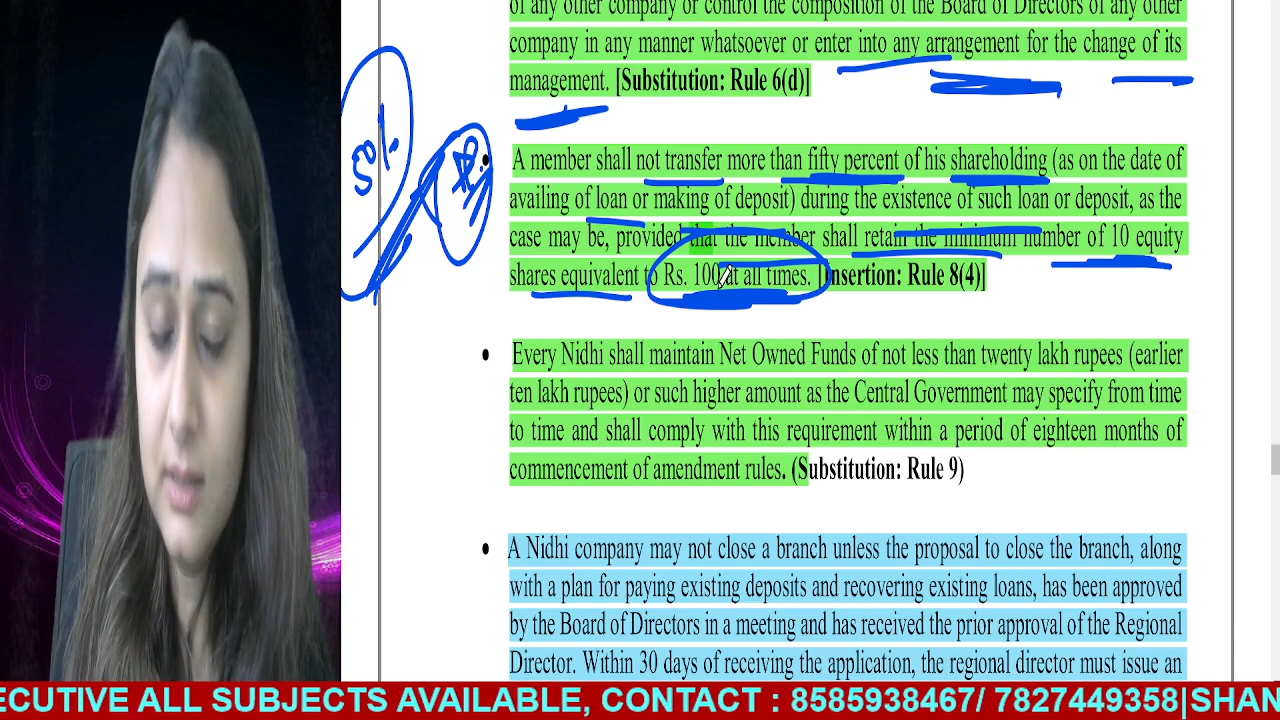 of any other company or control the composition of the Board of Directors of any other
company in any manner whatsoever or enter into any arrangement for the change of its
management. [Substitution: Rule 6(d)]
50%
• A member shall not transfer more than fifty percent of his shareholding (as on the date of
availing of loan or making of deposit) during the existence of such loan or deposit, as the
case may be, provided that the member shall retain the minimum number of 10 equity
shares equivalent to Rs. 100 at all times. [Insertion: Rule 8(4)]
• Every Nidhi shall maintain Net Owned Funds of not less than twenty lakh rupees (earlier
ten lakh rupees) or such higher amount as the Central Government may specify from time
to time and shall comply with this requirement within a period of eighteen months of
commencement of amendment rules. (Substitution: Rule 9)
• A Nidhi company may not close a branch unless the proposal to close the branch, along
with a plan for paying existing deposits and recovering existing loans, has been approved
by the Board of Directors in a meeting and has received the prior approval of the Regional
Director. Within 30 days of receiving the application, the regional director must issue an
ECUTIVE ALL SUBJECTS AVAILABLE, CONTACT : 8585938467/ 7827449358|SHAN